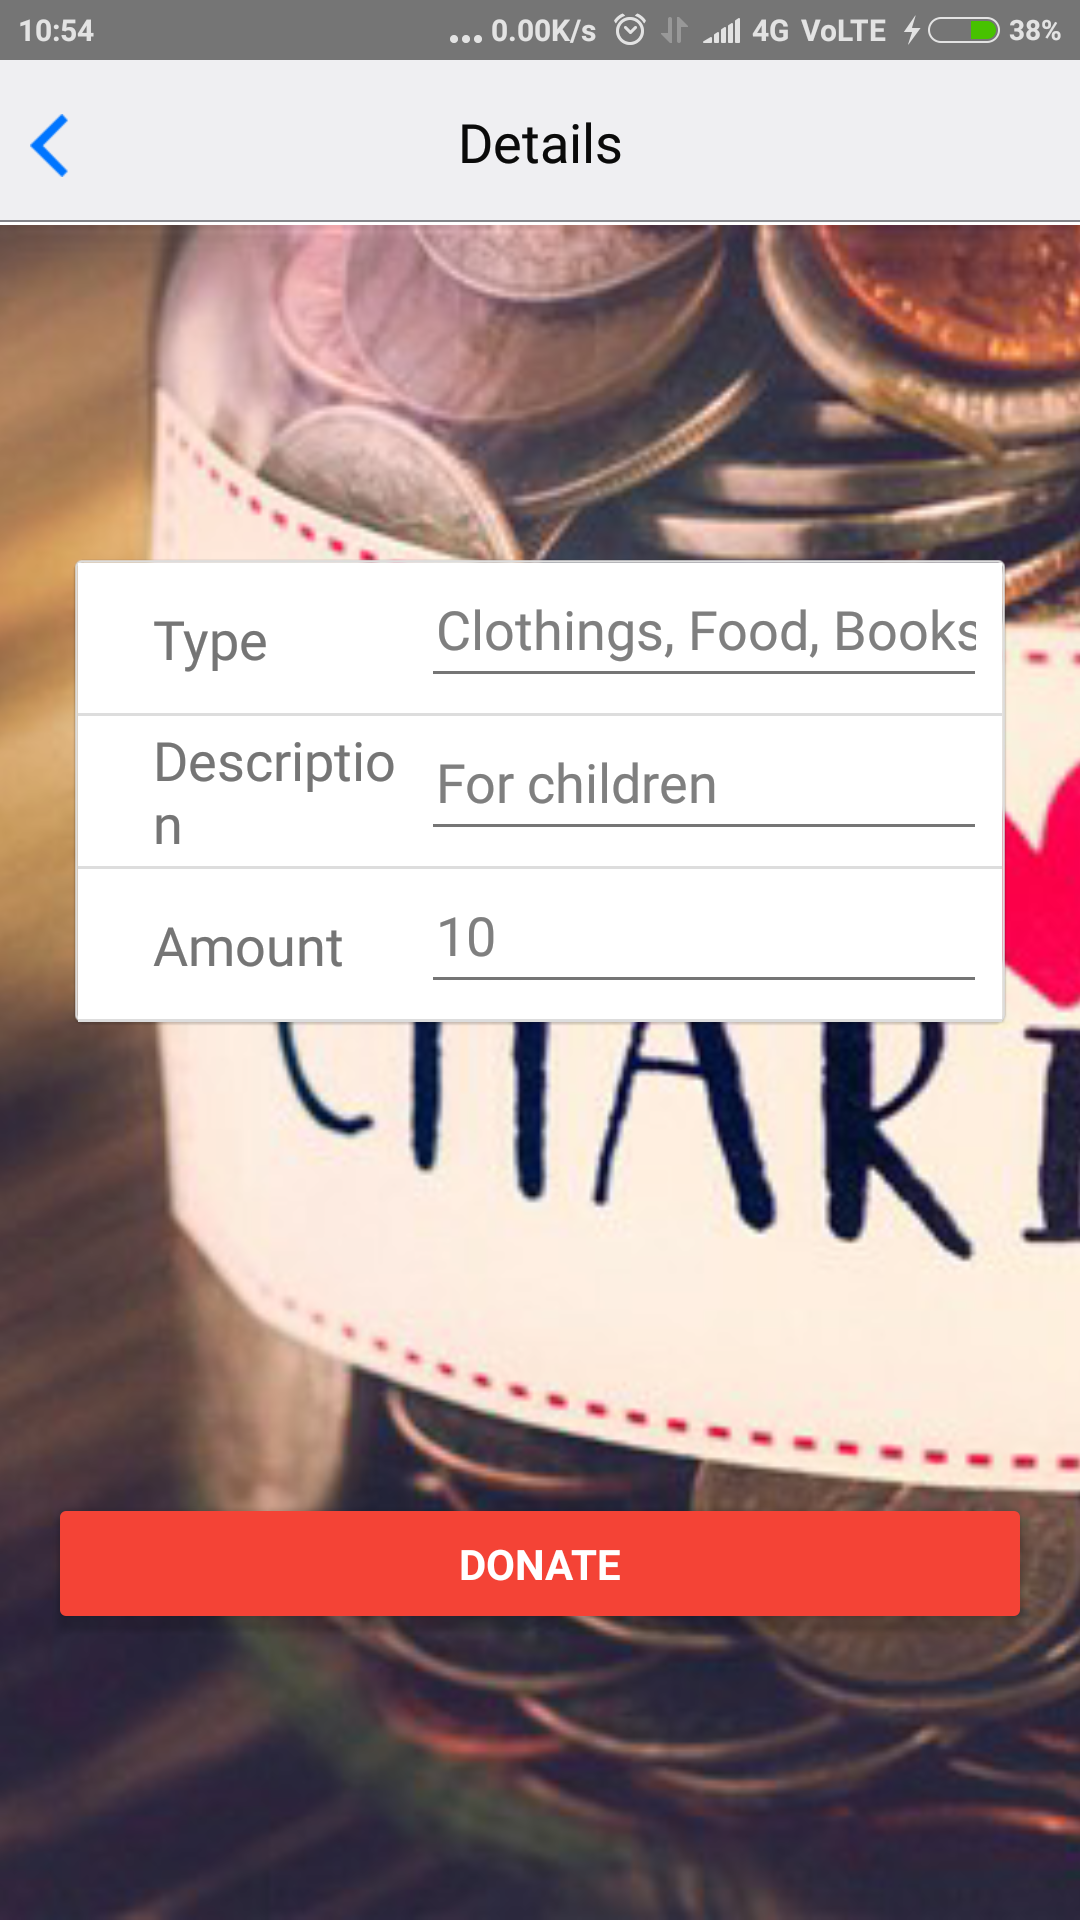 10:54 ... 0.00K/s 4G VoLTE 38%
Details
Type Clothings, Food, Books
Descriptio
n
For children
Amount 10
CHARI
DONATE